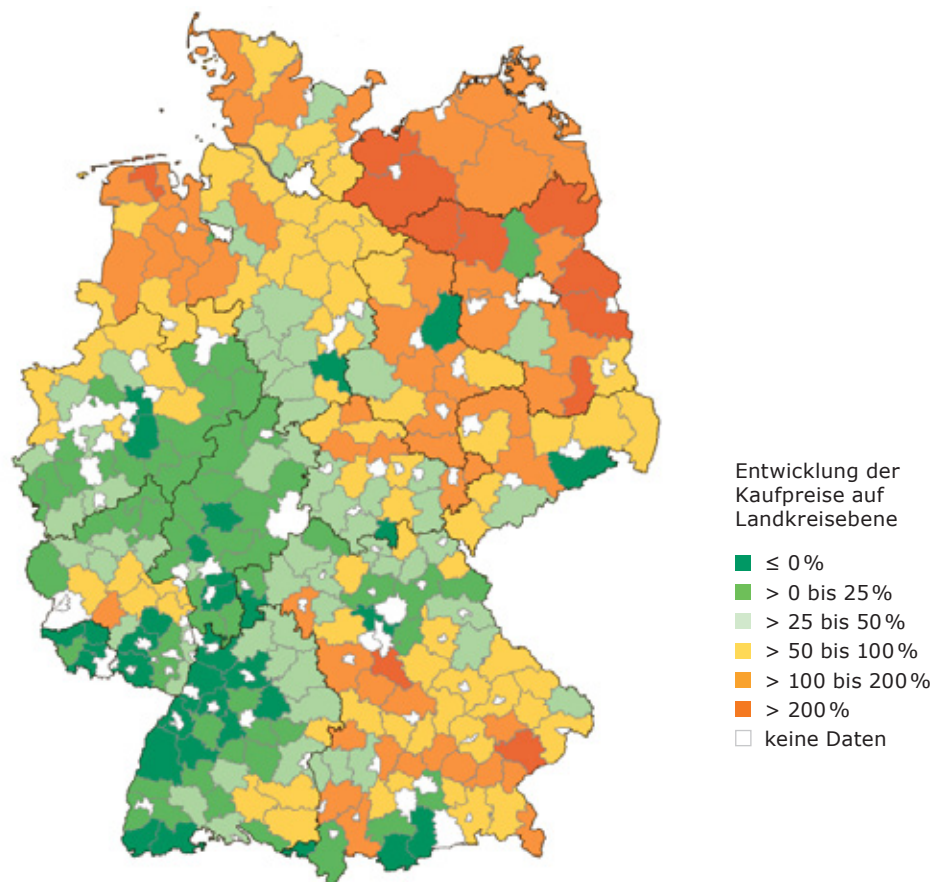 Entwicklung der
Kaufpreise auf
Landkreisebene
≤ 0 %
> 0 bis 25 %
> 25 bis 50 %
> 50 bis 100 %
> 100 bis 200 %
> 200 %
keine Daten